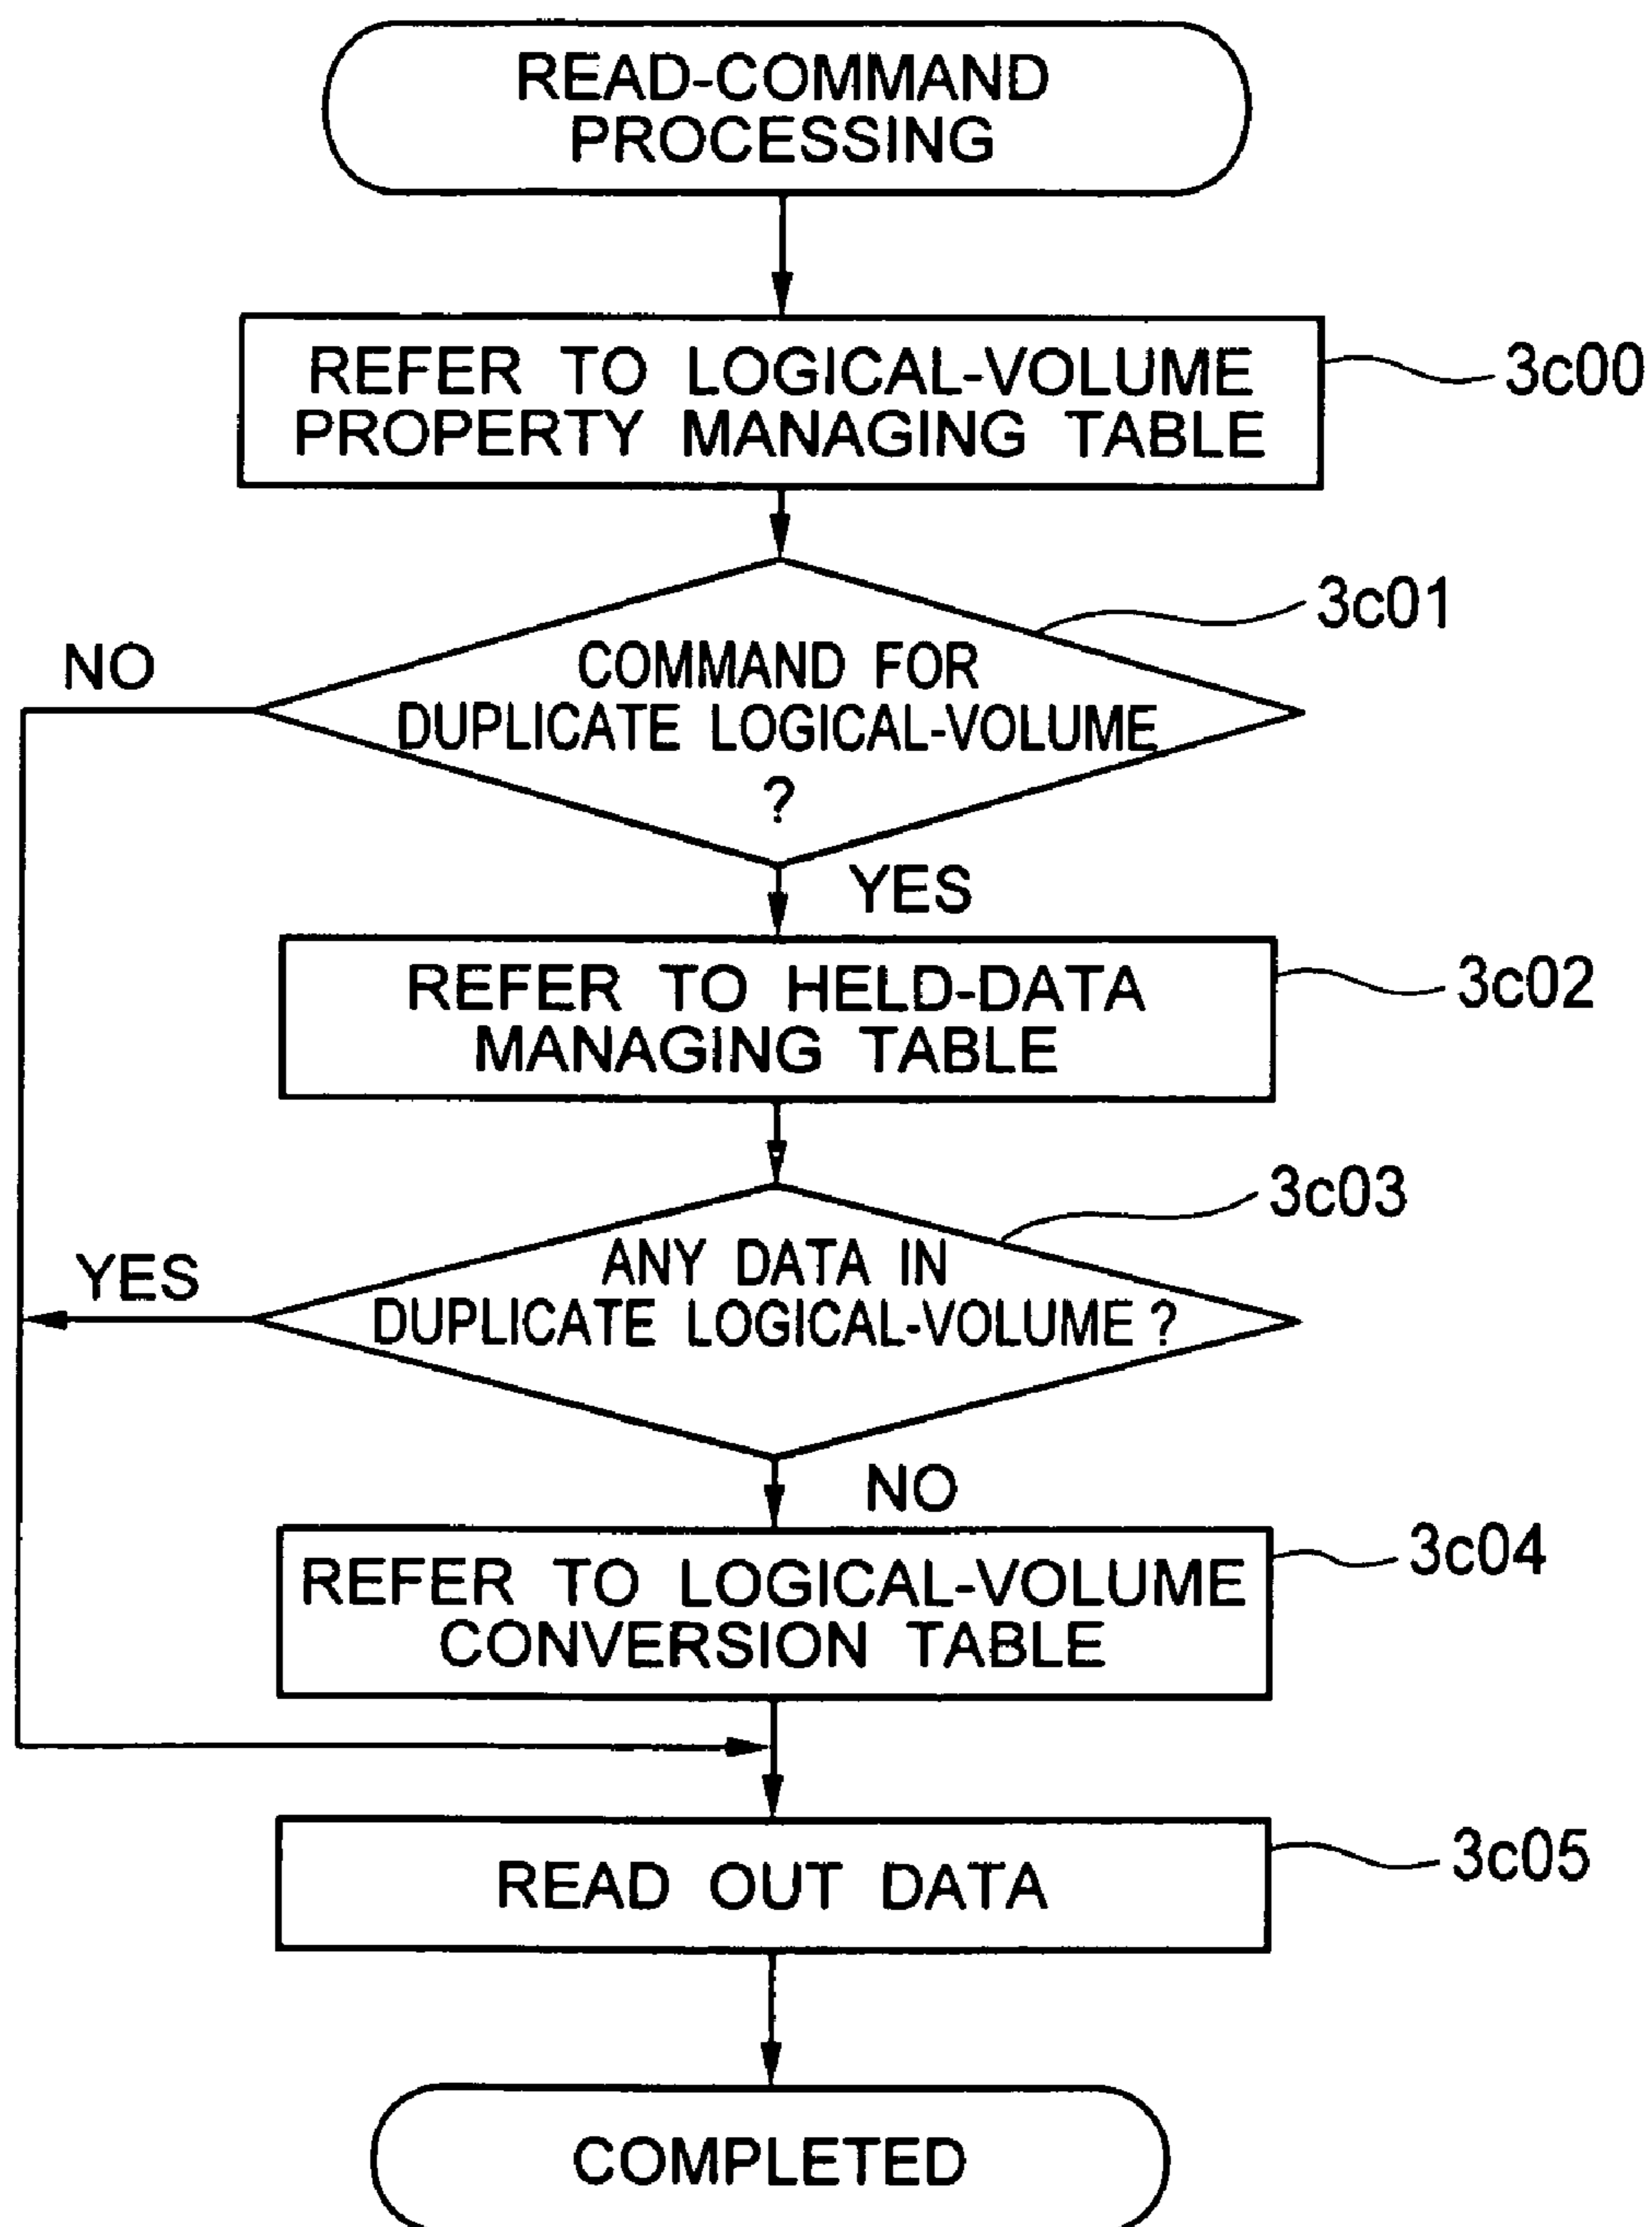 READ-COMMAND
PROCESSING
REFER TO LOGICAL-VOLUME
PROPERTY MANAGING TABLE
3c00
3c01
NO
COMMAND FOR
DUPLICATE LOGICAL-VOLUME
?
YES
REFER TO HELD-DATA
MANAGING TABLE
3c02
3c03
YES
ANY DATA IN
DUPLICATE LOGICAL-VOLUME ?
NO
REFER TO LOGICAL-VOLUME
CONVERSION TABLE
3c04
READ OUT DATA
3c05
COMPLETED